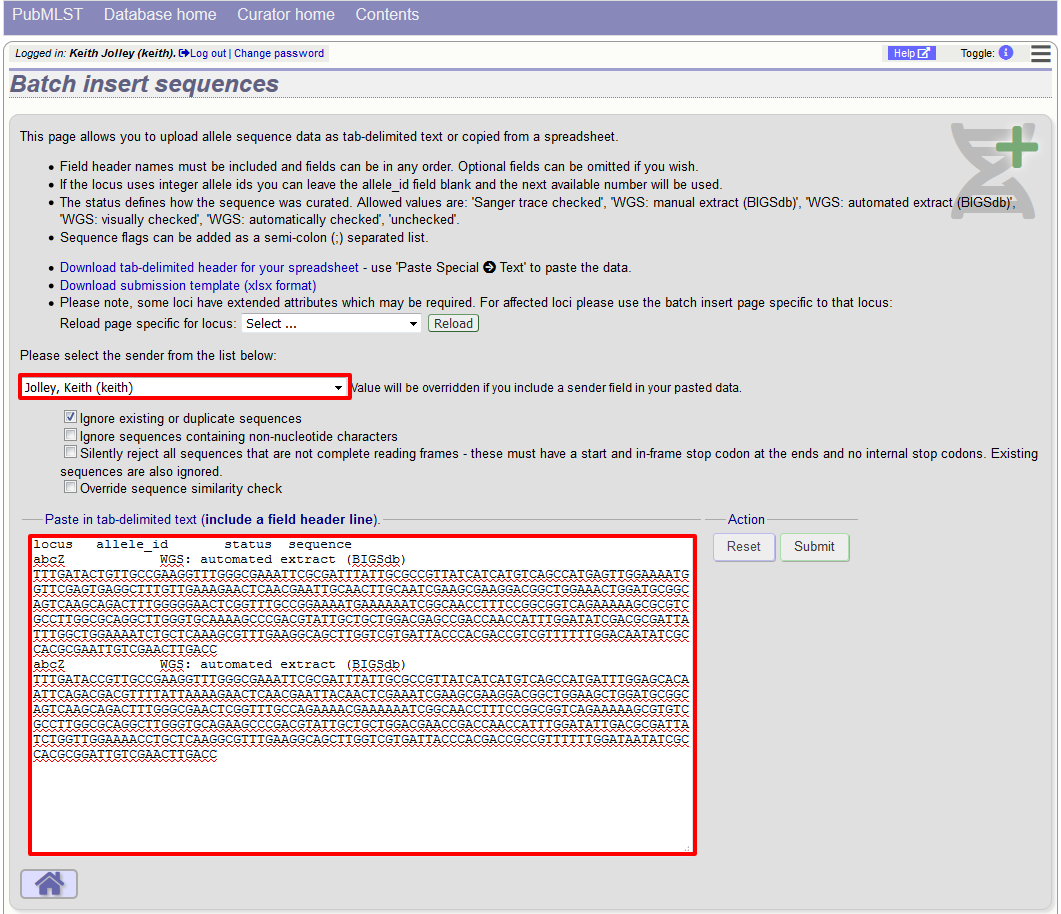 PubMLST Database home Curator home Contents
Logged in: Keith Jolley (keith). Log out | Change password Help Toggle: i
Batch insert sequences
This page allows you to upload allele sequence data as tab-delimited text or copied from a spreadsheet.
• Field header names must be included and fields can be in any order. Optional fields can be omitted if you wish.
• If the locus uses integer allele ids you can leave the allele_id field blank and the next available number will be used.
• The status defines how the sequence was curated. Allowed values are: 'Sanger trace checked', 'WGS: manual extract (BIGSdb)', 'WGS: automated extract (BIGSdb)',
'WGS: visually checked', 'WGS: automatically checked', 'unchecked'.
• Sequence flags can be added as a semi-colon (;) separated list.
• Download tab-delimited header for your spreadsheet - use 'Paste Special ➔ Text' to paste the data.
• Download submission template (xlsx format)
• Please note, some loci have extended attributes which may be required. For affected loci please use the batch insert page specific to that locus:
Reload page specific for locus: Select ... Reload
Please select the sender from the list below:
Jolley, Keith (keith) Value will be overridden if you include a sender field in your pasted data.
Ignore existing or duplicate sequences
Ignore sequences containing non-nucleotide characters
Silently reject all sequences that are not complete reading frames - these must have a start and in-frame stop codon at the ends and no internal stop codons. Existing
sequences are also ignored.
Override sequence similarity check
Paste in tab-delimited text (include a field header line). Action
Reset Submit
locus allele_id status sequence
abcZ WGS: automated extract (BIGSdb)
TTTGATACTGTTGCCGAAGGTTTGGGCGAAATTCGCGATTTATTGCGCCGTTATCATCATGTCAGCCATGAGTTGGAAAATG
GTTCGAGTGAGGCTTTGTTGAAAGAACTCAACGAATTGCAACTTGCAATCGAAGCGAAGGACGGCTGGAAACTGGATGCGGC
AGTCAAGCAGACTTTGGGGGAACTCGGTTTGCCGGAAAATGAAAAAATCGGCAACCTTTCCGGCGGTCAGAAAAAGCGCGTC
GCCTTGGCGCAGGCTTGGGTGCAAAAGCCCGACGTATTGCTGCTGGACGAGCCGACCAACCATTTGGATATCGACGCGATTA
TTTGGCTGGAAAATCTGCTCAAAGCGTTTGAAGGCAGCTTGGTCGTGATTACCCACGACCGTCGTTTTTTGGACAATATCGC
CACGCGAATTGTCGAACTTGACC
abcZ WGS: automated extract (BIGSdb)
TTTGATACCGTTGCCGAAGGTTTGGGCGAAATTCGCGATTTATTGCGCCGTTATCATCATGTCAGCCATGATTTGGAGCACA
ATTCAGACGACGTTTTATTAAAAGAACTCAACGAATTACAACTCGAAATCGAAGCGAAGGACGGCTGGAAGCTGGATGCGGC
AGTCAAGCAGACTTTGGGCGAACTCGGTTTGCCAGAAAACGAAAAAATCGGCAACCTTTCCGGCGGTCAGAAAAAGCGTGTC
GCCTTGGCGCAGGCTTGGGTGCAGAAGCCCGACGTATTGCTGCTGGACGAACCGACCAACCATTTGGATATTGACGCGATTA
TCTGGTTGGAAAACCTGCTCAAGGCGTTTGAAGGCAGCTTGGTCGTGATTACCCACGACCGCCGTTTTTTGGATAATATCGC
CACGCGGATTGTCGAACTTGACC